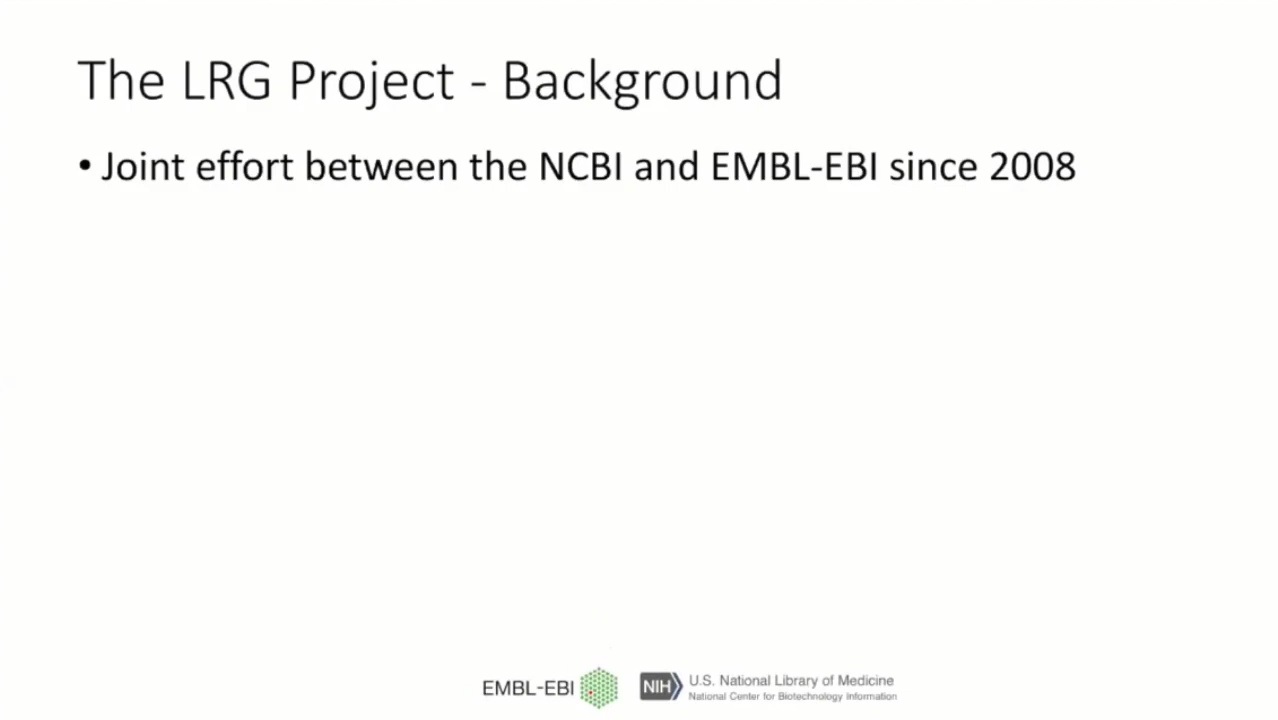 The LRG Project - Background
• Joint effort between the NCBI and EMBL-EBI since 2008
EMBL-EBI
NIH
U.S. National Library of Medicine
National Center for Biotechnology Information